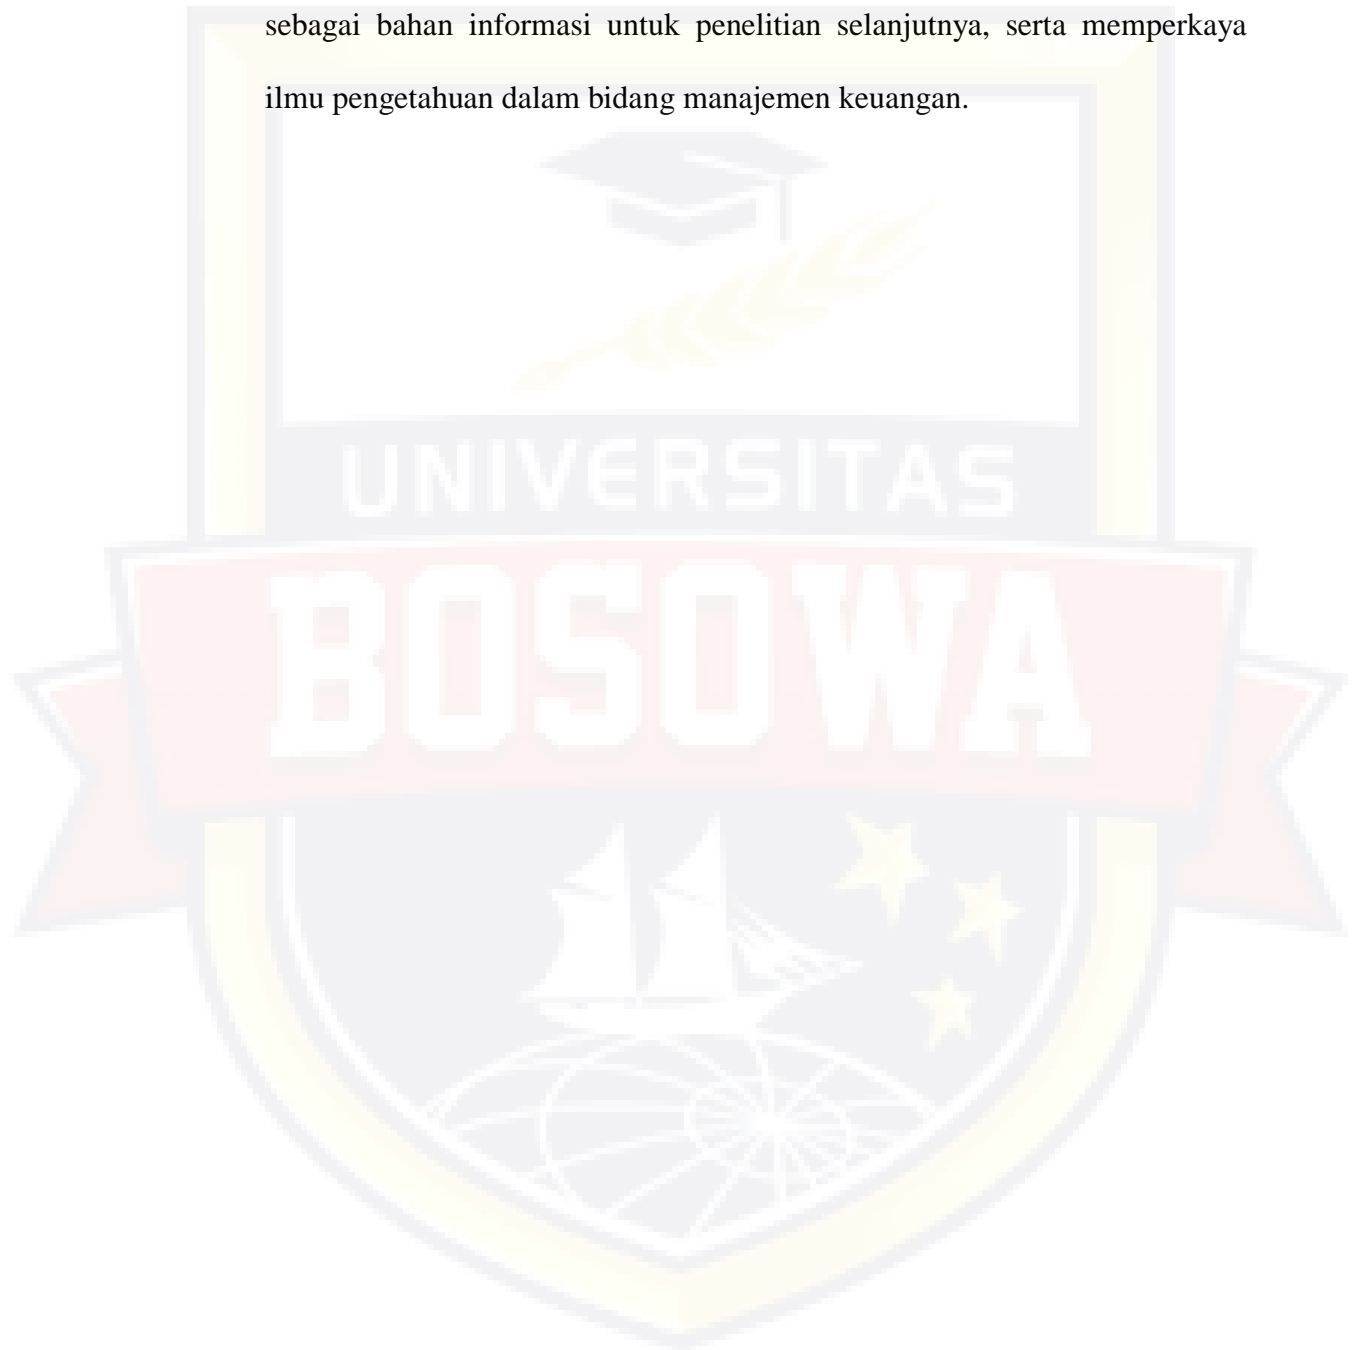 sebagai bahan informasi untuk penelitian selanjutnya, serta memperkaya
ilmu pengetahuan dalam bidang manajemen keuangan.
UNIVERSITAS
BOSOWA